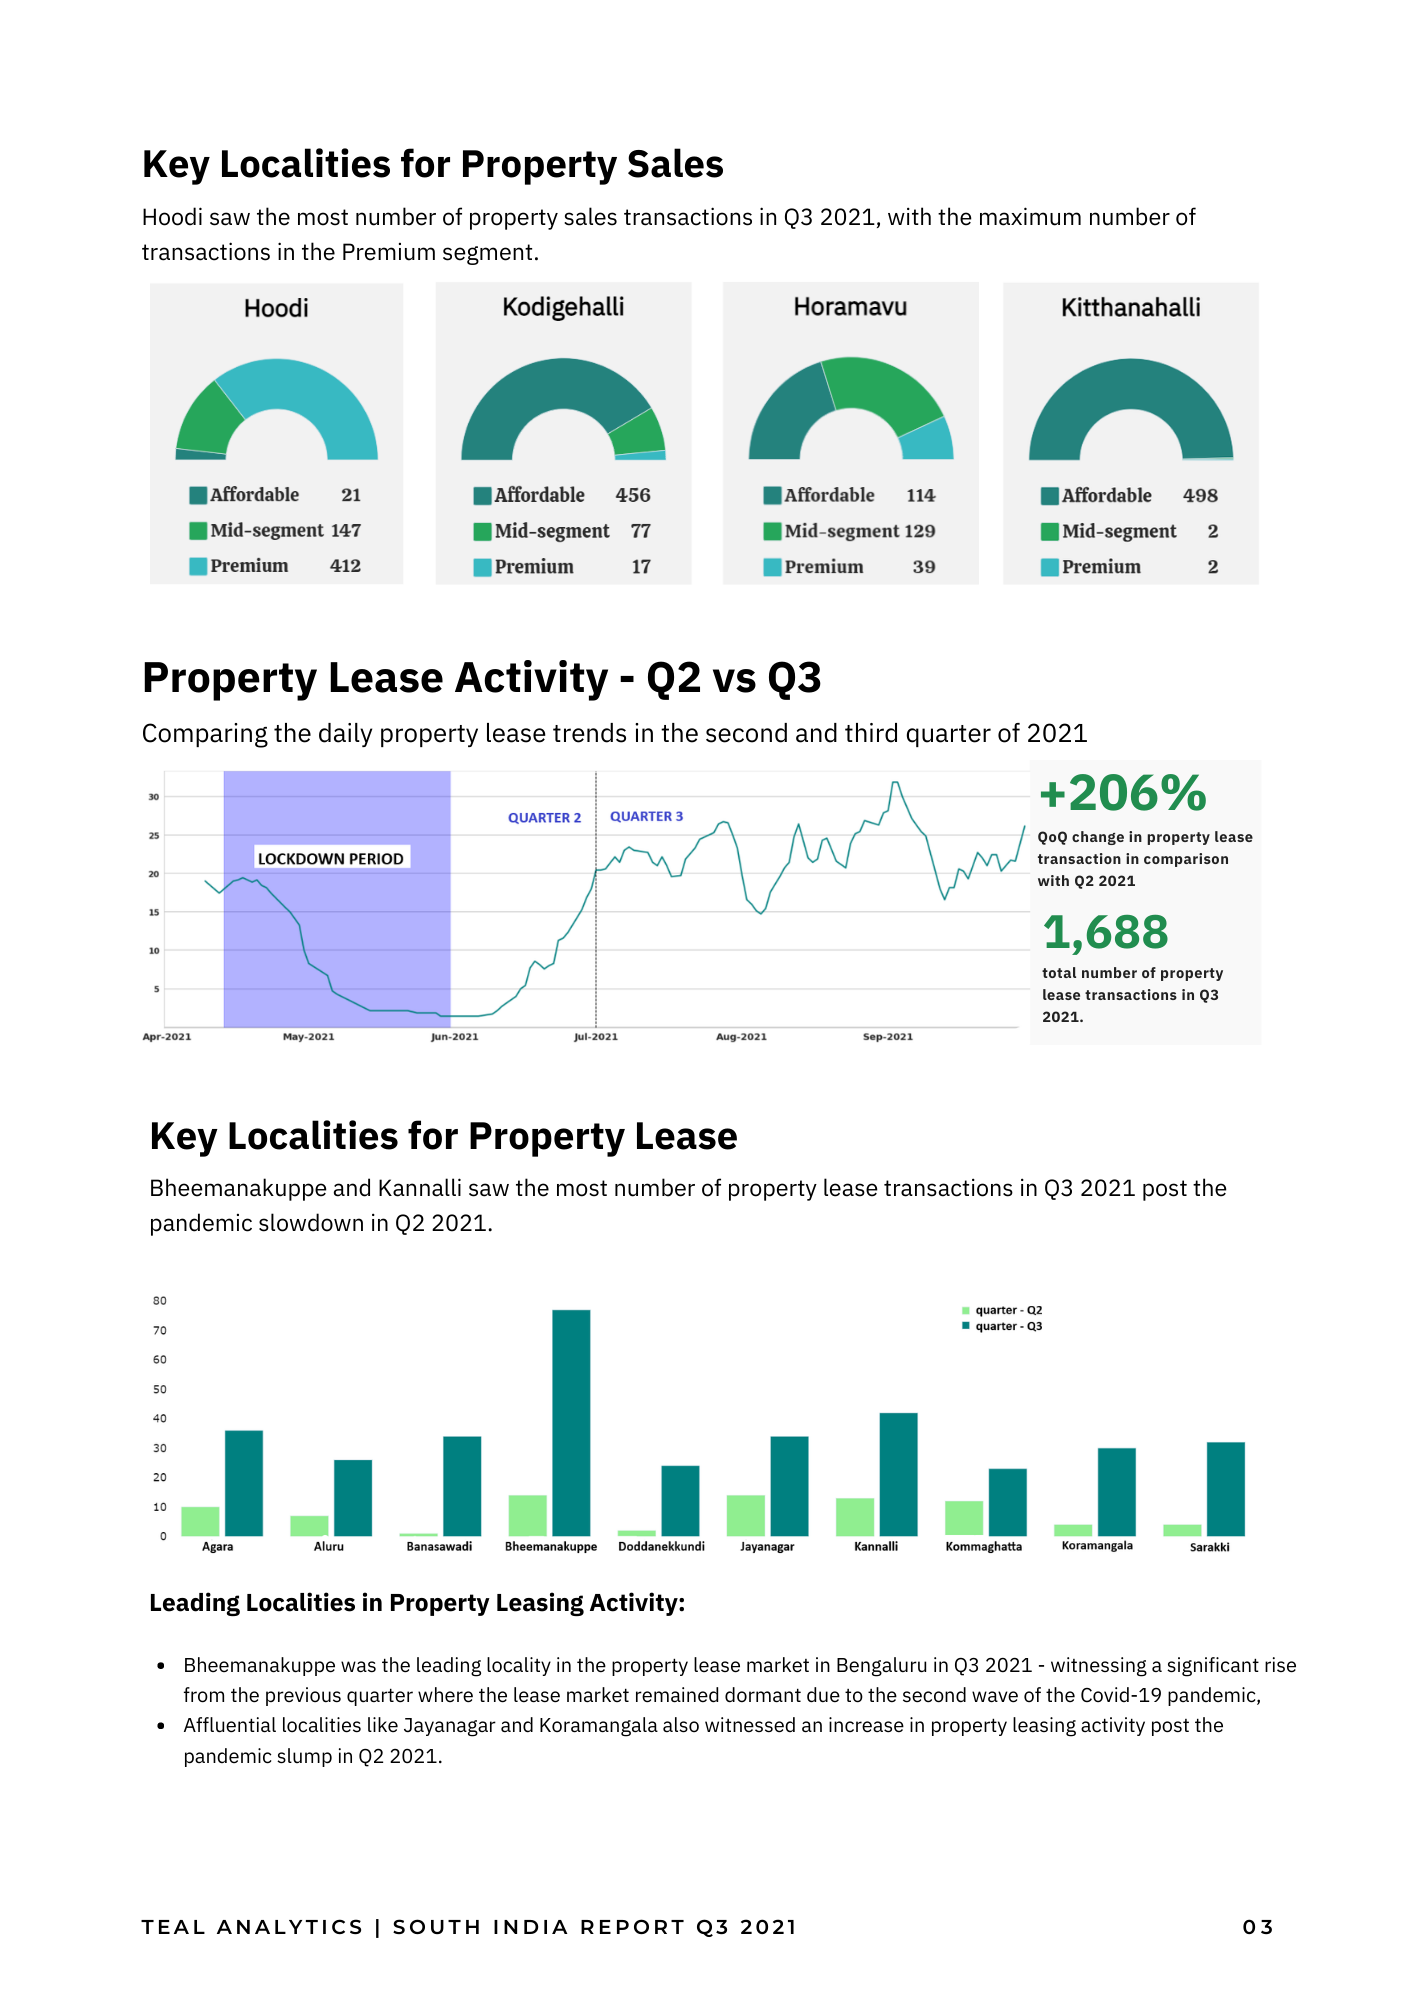 Key Localities for Property Sales
Hoodi saw the most number of property sales transactions in Q3 2021, with the maximum number of
transactions in the Premium segment.
Hoodi
Affordable 21
Mid-segment 147
Premium 412
Kodigehalli
Affordable 456
Mid-segment 77
Premium 17
Horamavu
Affordable 114
Mid-segment 129
Premium 39
Kitthanahalli
Affordable 498
Mid-segment 2
Premium 2
Property Lease Activity - Q2 vs Q3
Comparing the daily property lease trends in the second and third quarter of 2021
30
25
20
15
10
5
LOCKDOWN PERIOD
QUARTER 2
QUARTER 3
Apr-2021 May-2021 Jun-2021 Jul-2021 Aug-2021 Sep-2021
+206%
QoQ change in property lease
transaction in comparison
with Q2 2021
1,688
total number of property
lease transactions in Q3
2021.
Key Localities for Property Lease
Bheemanakuppe and Kannalli saw the most number of property lease transactions in Q3 2021 post the
pandemic slowdown in Q2 2021.
80
70
60
50
40
30
20
10
0
quarter - Q2
quarter - Q3
Agara Aluru Banasawadi Bheemanakuppe Doddanekkundi Jayanagar Kannalli Kommaghatta Koramangala Sarakki
Leading Localities in Property Leasing Activity:
• Bheemanakuppe was the leading locality in the property lease market in Bengaluru in Q3 2021 - witnessing a significant rise
from the previous quarter where the lease market remained dormant due to the second wave of the Covid-19 pandemic,
• Affluential localities like Jayanagar and Koramangala also witnessed an increase in property leasing activity post the
pandemic slump in Q2 2021.
TEAL ANALYTICS | SOUTH INDIA REPORT Q3 2021 03